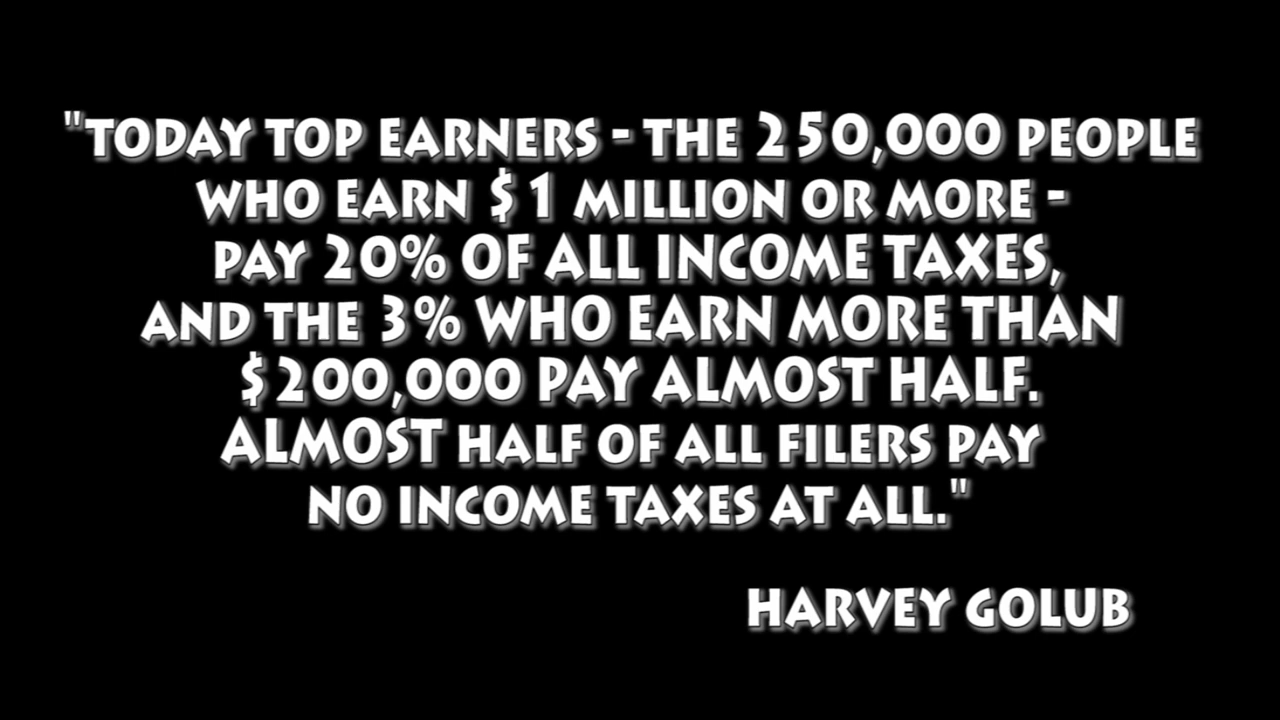 "TODAY TOP EARNERS - THE 250,000 PEOPLE
WHO EARN $1 MILLION OR MORE -
PAY 20% OF ALL INCOME TAXES,
AND THE 3% WHO EARN MORE THAN
$200,000 PAY ALMOST HALF.
ALMOST HALF OF ALL FILERS PAY
NO INCOME TAXES AT ALL."
HARVEY GOLUB